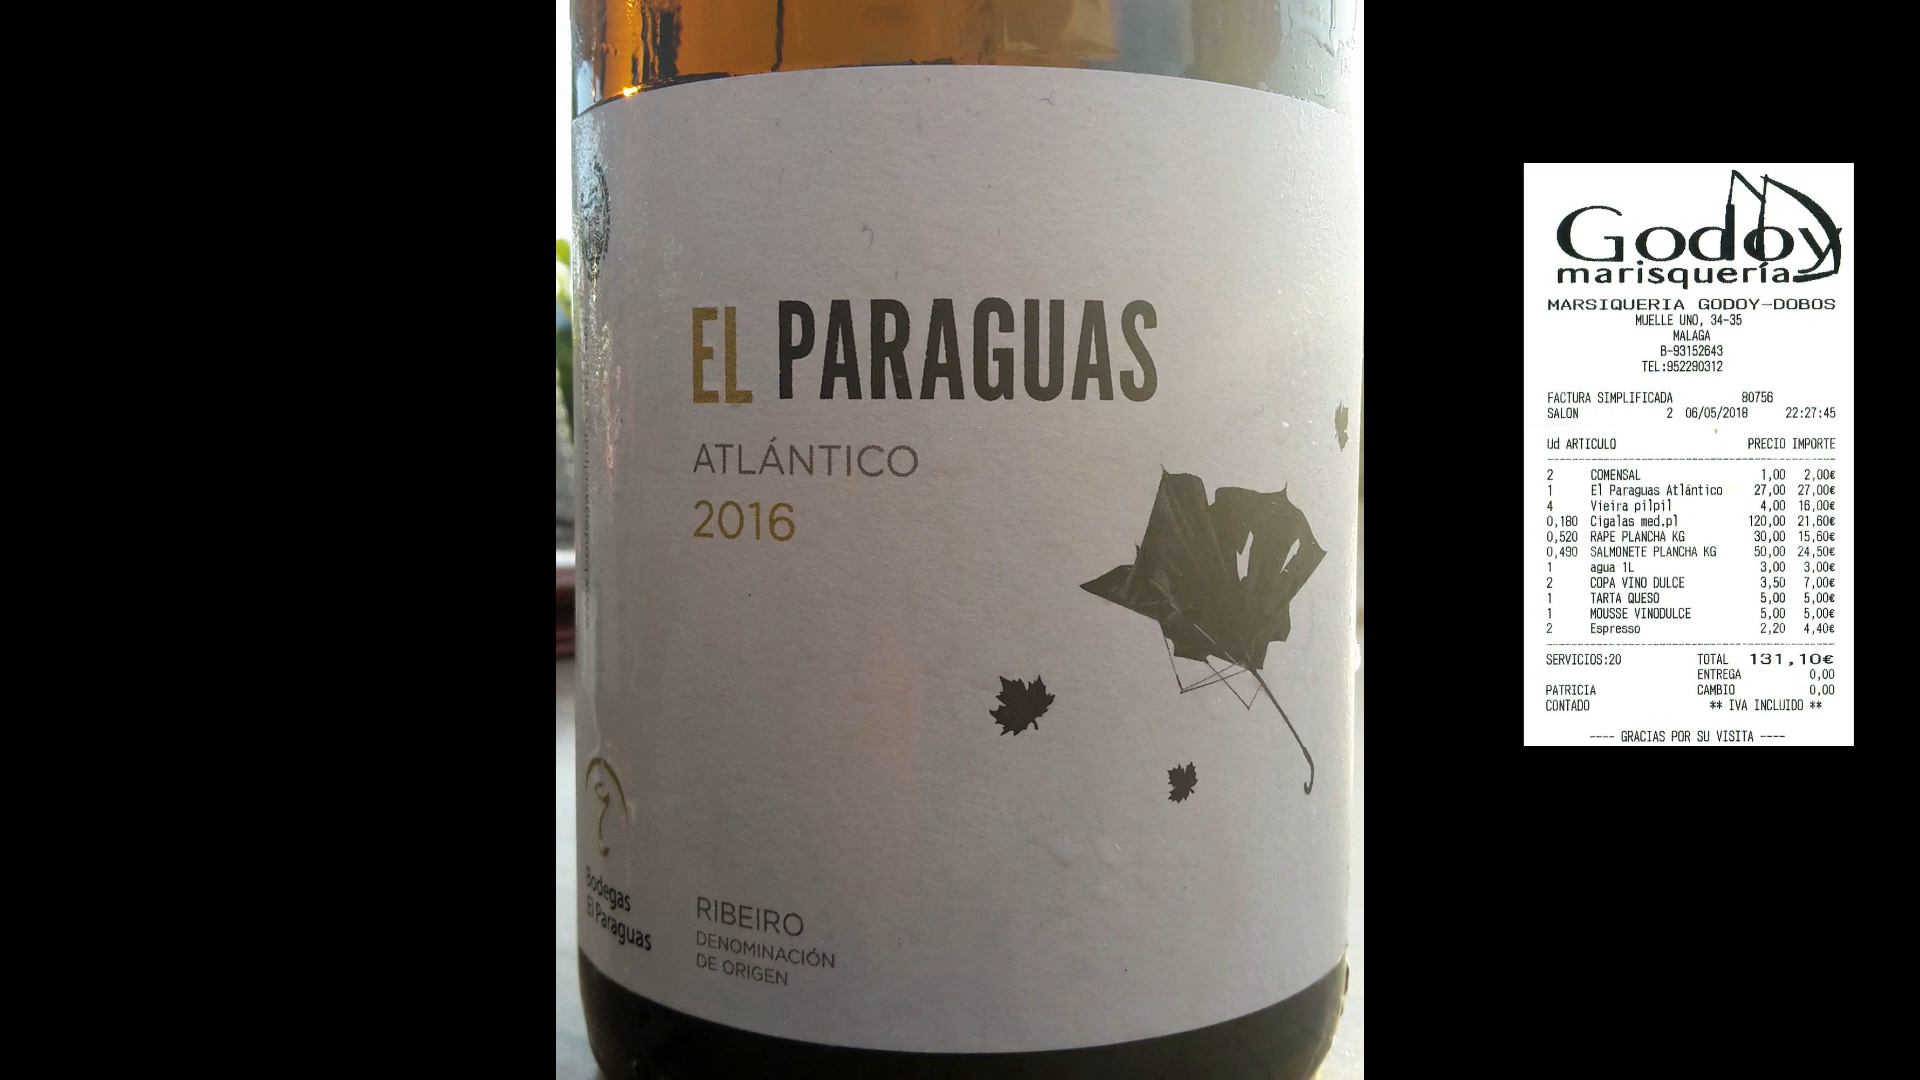 EL PARAGUAS
ATLÁNTICO
2016
Bodegas
El Paraguas
RIBEIRO
DENOMINACIÓN
DE ORIGEN
Godoy
marisquería
MARSIQUERIA GODOY-DOBOS
MUELLE UNO, 34-35
MALAGA
B-93152643
TEL:952290312
FACTURA SIMPLIFICADA 80756
SALON 2 06/05/2018 22:27:45
Ud ARTICULO PRECIO IMPORTE
2 COMENSAL 1,00 2,00€
1 El Paraguas Atlántico 27,00 27,00€
4 Vieira pilpil 4,00 16,00€
0,180 Cigalas med.pl 120,00 21,60€
0,520 RAPE PLANCHA KG 30,00 15,60€
0,490 SALMONETE PLANCHA KG 50,00 24,50€
1 agua 1L 3,00 3,00€
2 COPA VINO DULCE 3,50 7,00€
1 TARTA QUESO 5,00 5,00€
1 MOUSSE VINODULCE 5,00 5,00€
2 Espresso 2,20 4,40€
SERVICIOS:20 TOTAL 131,10€
ENTREGA 0,00
PATRICIA CAMBIO 0,00
CONTADO ** IVA INCLUIDO **
---- GRACIAS POR SU VISITA ----